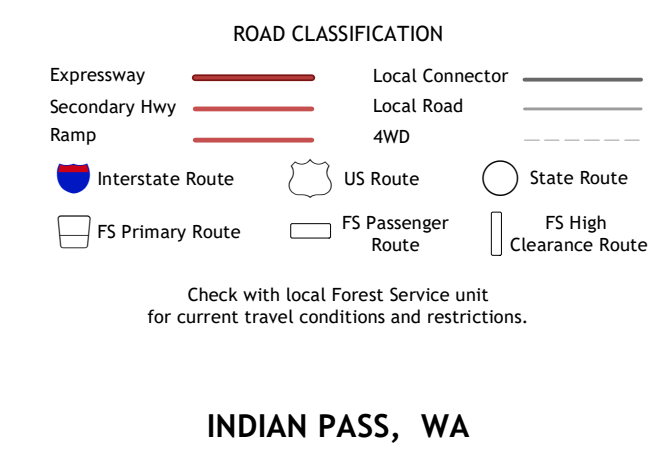 ROAD CLASSIFICATION
Expressway
Local Connector
Secondary Hwy
Local Road
Ramp
4WD
Interstate Route
US Route
State Route
FS Primary Route
FS Passenger
Route
FS High
Clearance Route
Check with local Forest Service unit
for current travel conditions and restrictions.
INDIAN PASS, WA